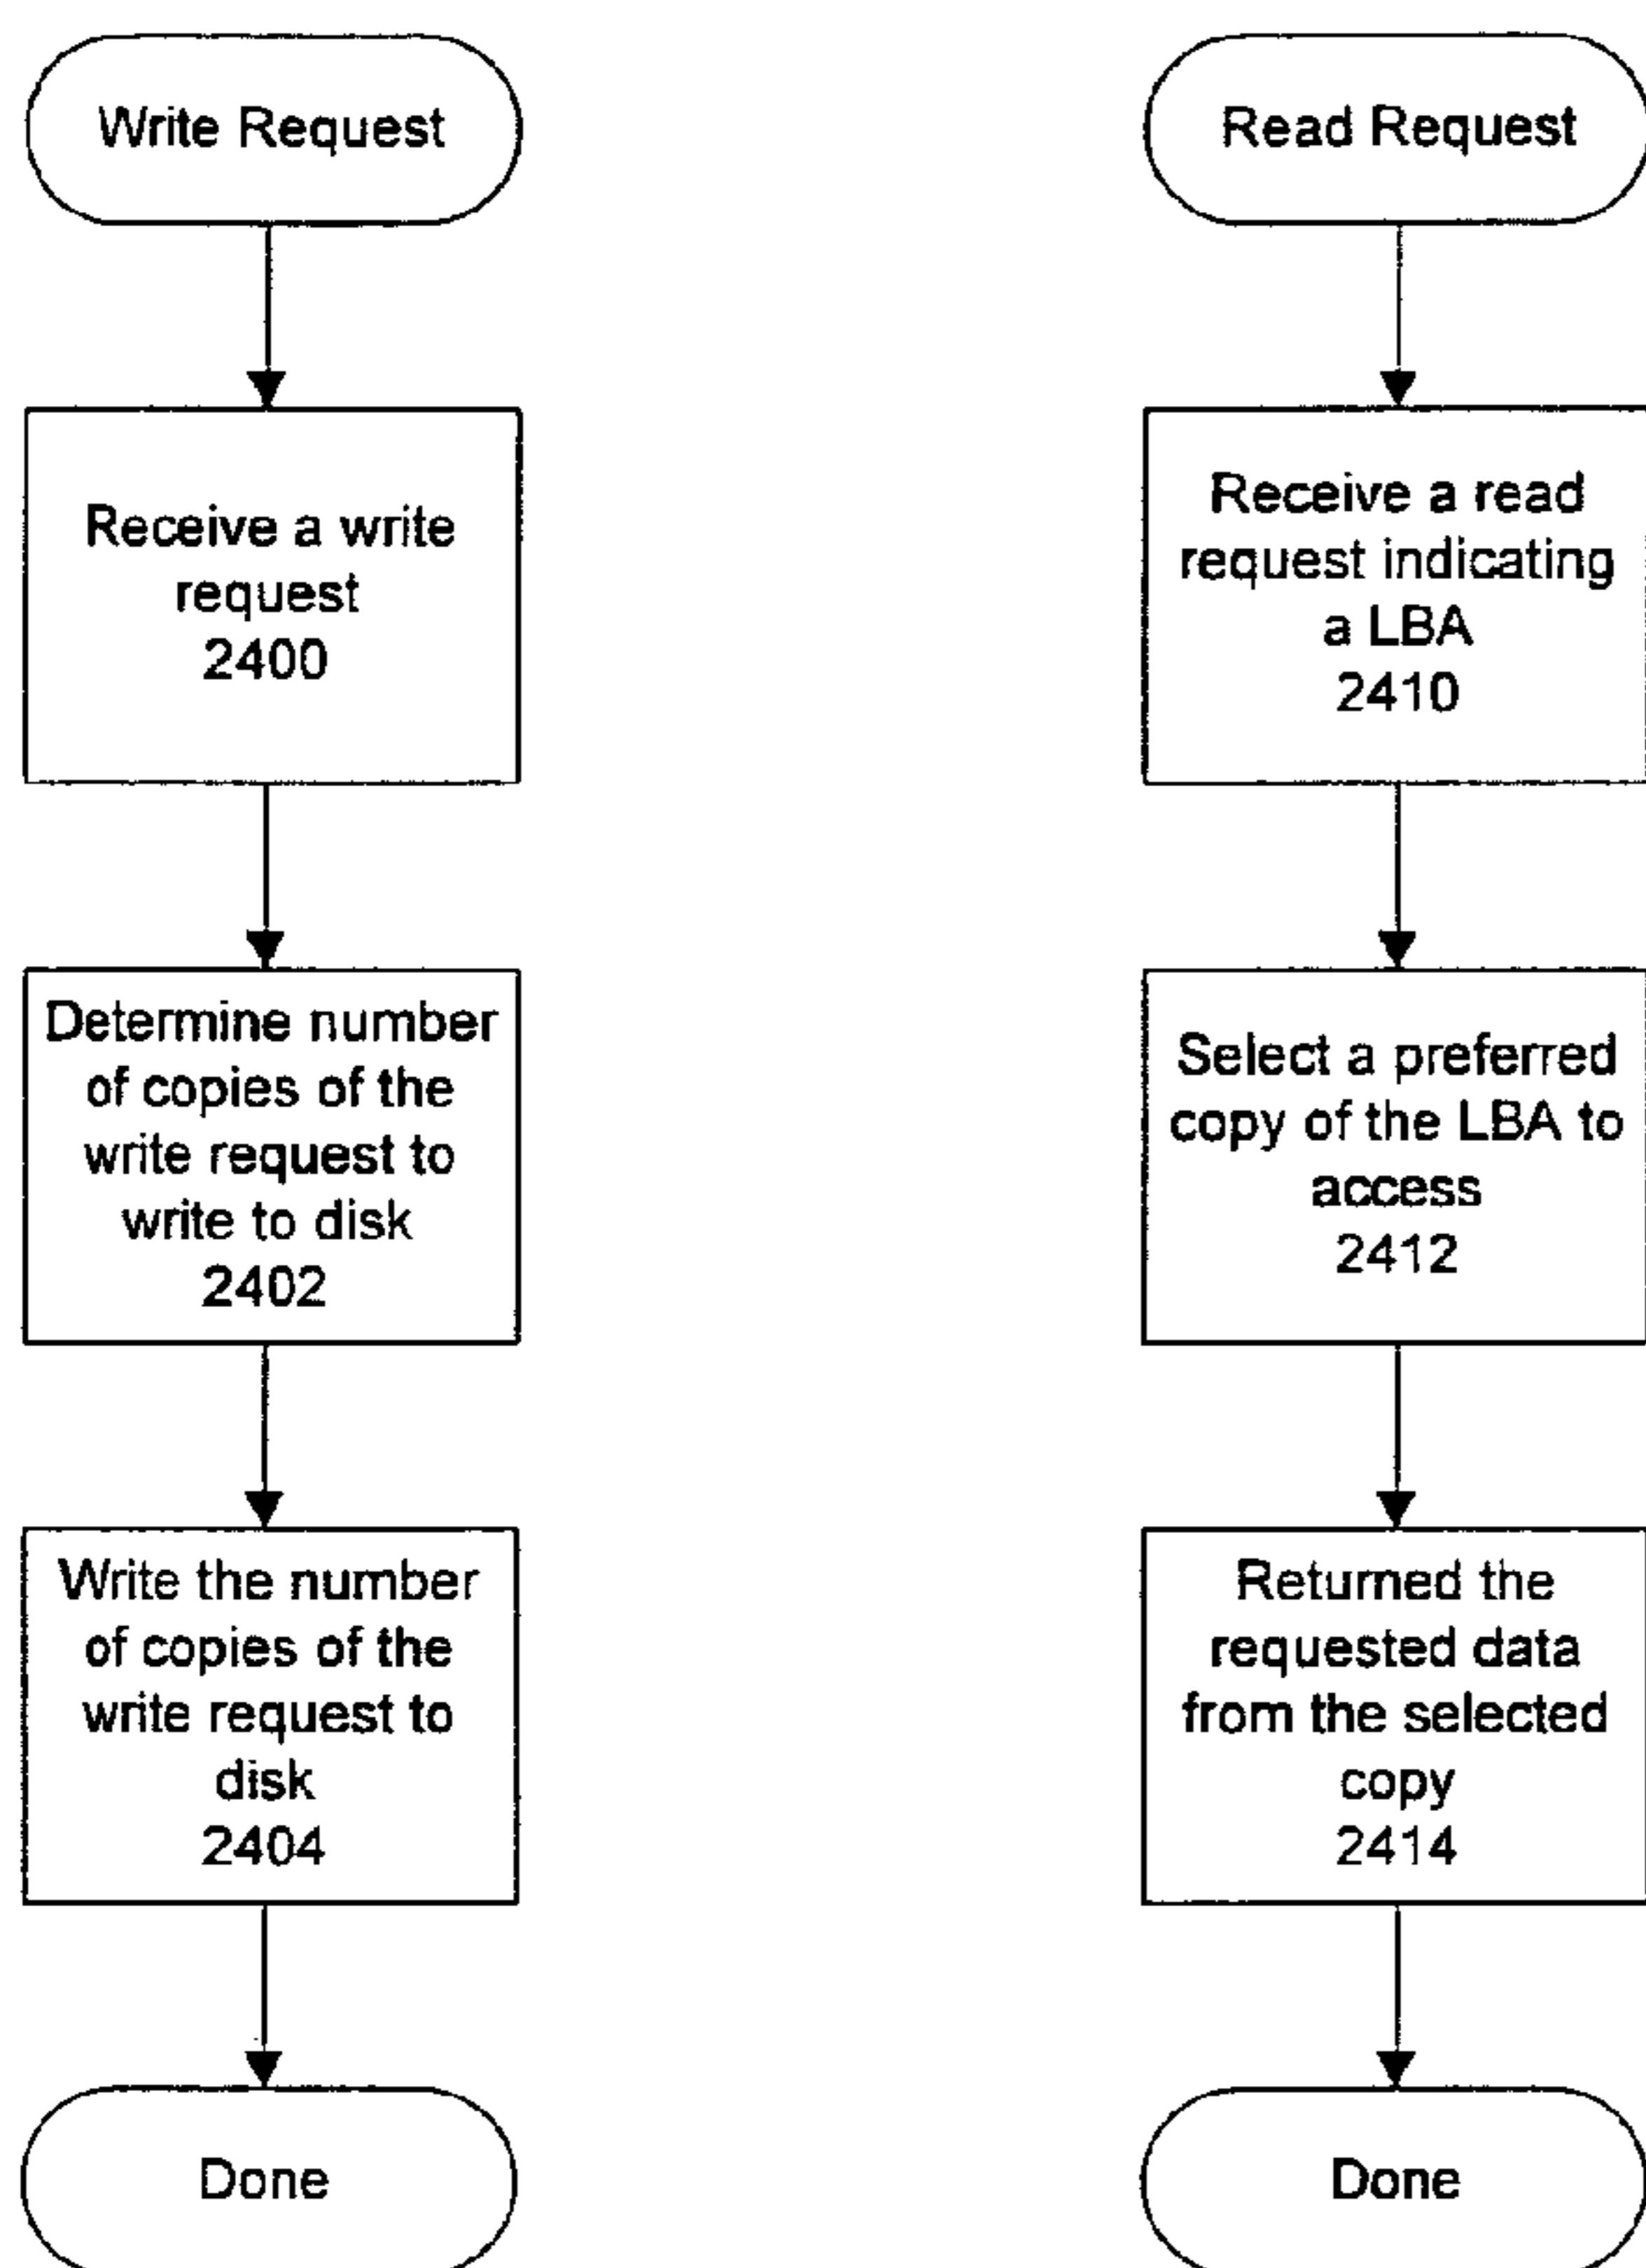 Write Request
Receive a write
request
2400
Determine number
of copies of the
write request to
write to disk
2402
Write the number
of copies of the
write request to
disk
2404
Done
Read Request
Receive a read
request indicating
a LBA
2410
Select a preferred
copy of the LBA to
access
2412
Returned the
requested data
from the selected
copy
2414
Done